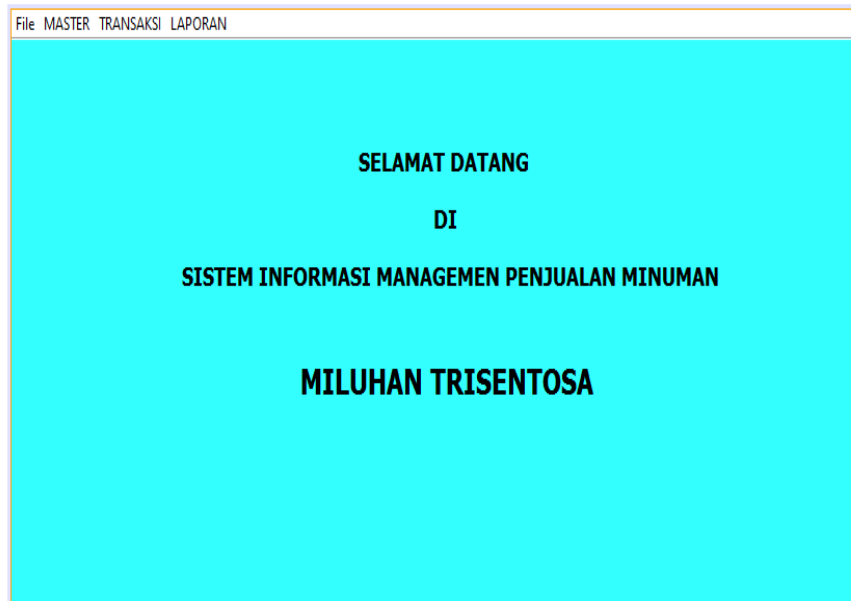 File MASTER TRANSAKSI LAPORAN
SELAMAT DATANG
DI
SISTEM INFORMASI MANAGEMEN PENJUALAN MINUMAN
MILUHAN TRISENTOSA